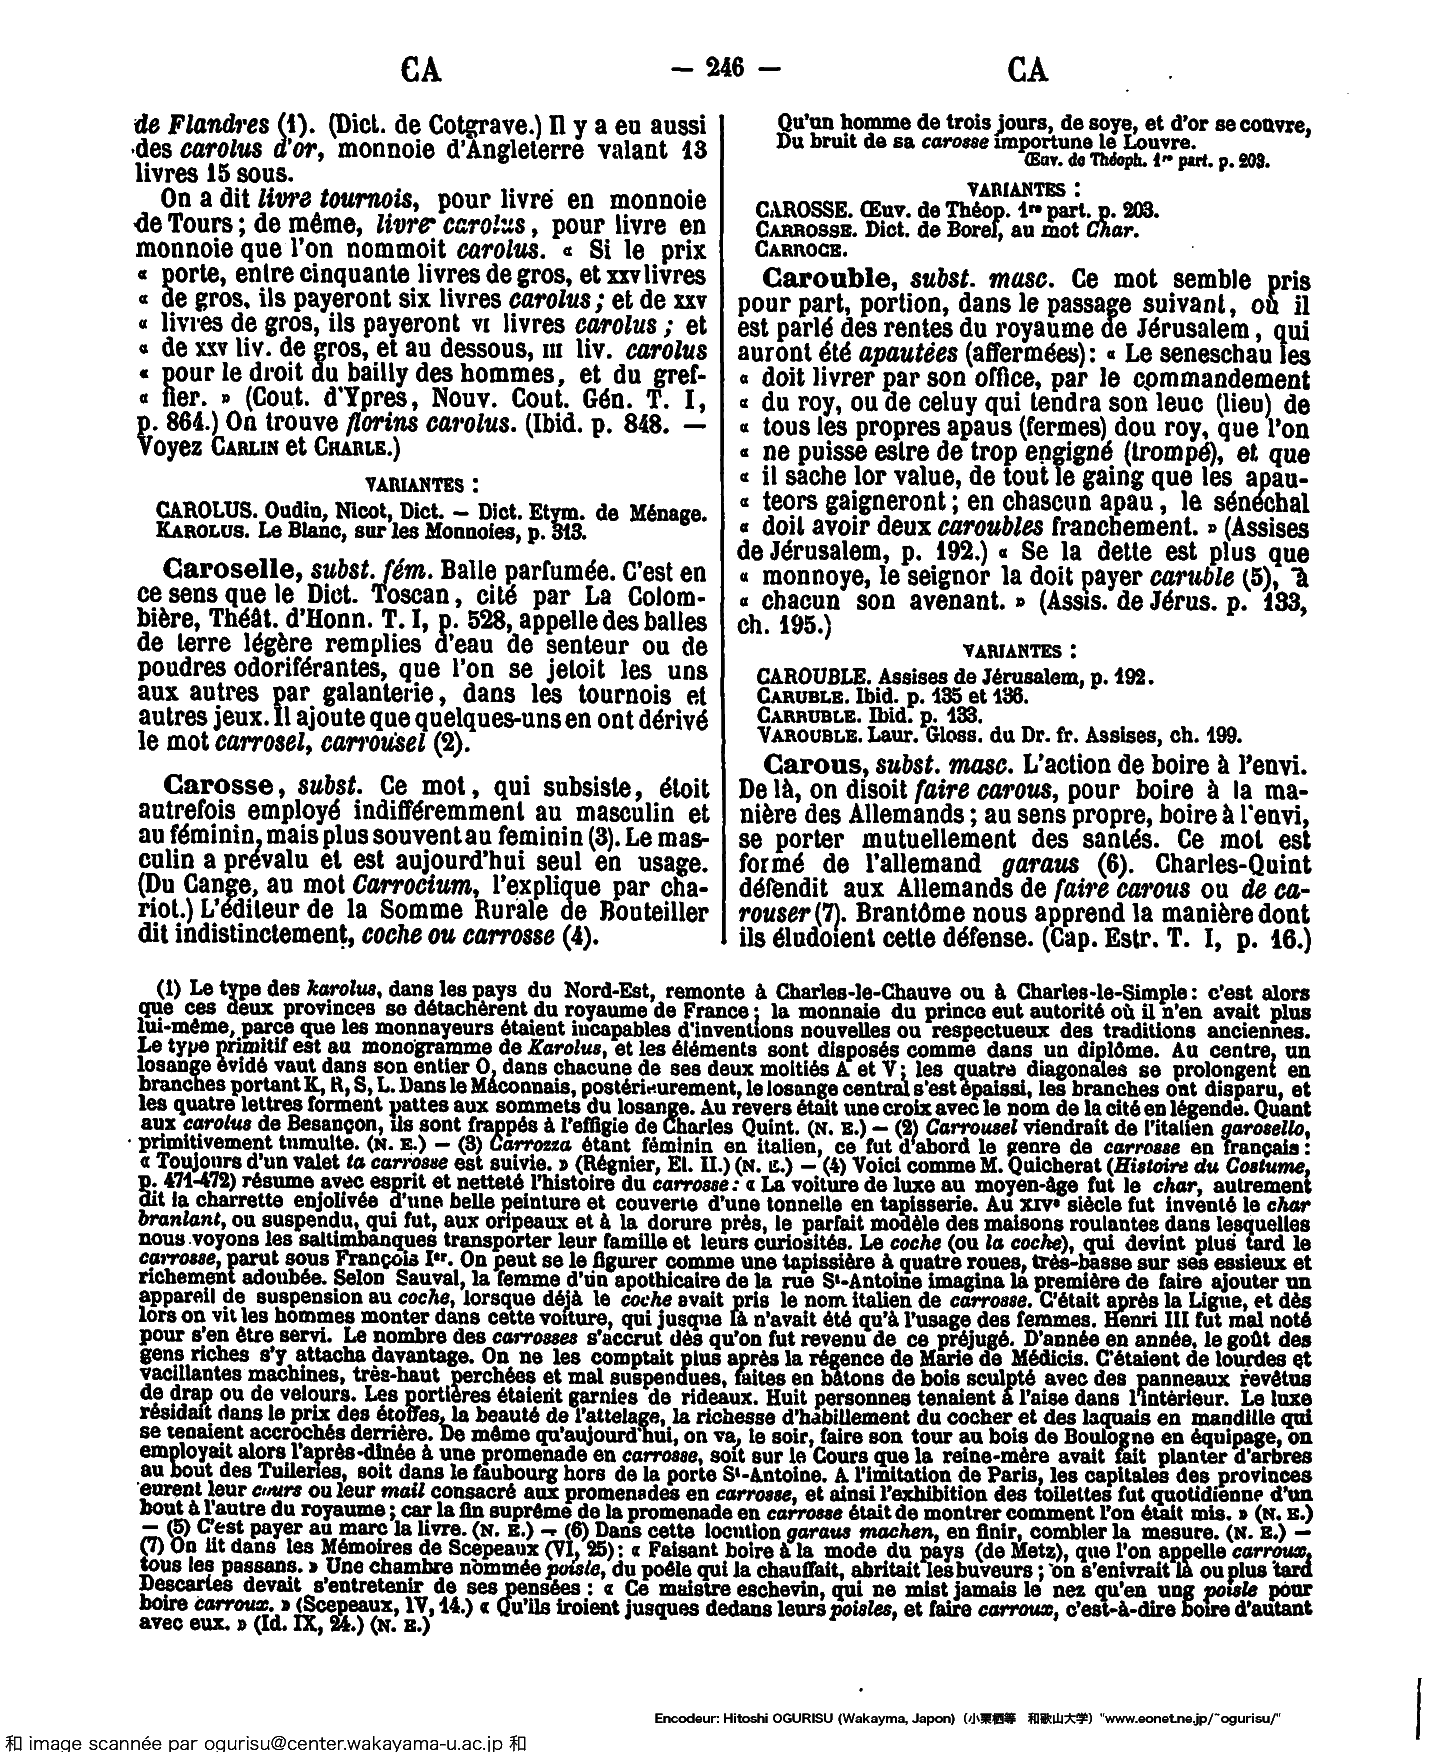 CA — 246 — CA
de Flandres (1). (Dict. de Cotgrave.) Il y a eu aussi
des carolus d'or, monnoie d'Angleterre valant 13
livres 15 sous.
On a dit livre tournois, pour livre en monnoie
de Tours ; de même, livre carolus, pour livre en
monnoie que l'on nommoit carolus. « Si le prix
« porte, entre cinquante livres de gros, et xxv livres
« de gros, ils payeront six livres carolus ; et de xxv
« livres de gros, ils payeront vi livres carolus ; et
« de xxv liv. de gros, et au dessous, iii liv. carolus
« pour le droit du bailly des hommes, et du gref-
« fier. » (Cout. d'Ypres, Nouv. Cout. Gén. T. I,
p. 864.) On trouve florins carolus. (Ibid. p. 848. —
Voyez CARLIN et CHARLE.)
VARIANTES :
CAROLUS. Oudin, Nicot, Dict. — Dict. Etym. de Ménage.
KAROLUS. Le Blanc, sur les Monnoies, p. 313.
Caroselle, subst. fém. Balle parfumée. C'est en
ce sens que le Dict. Toscan, cité par La Colom-
bière, Théât. d'Honn. T. I, p. 528, appelle des balles
de terre légère remplies d'eau de senteur ou de
poudres odoriférantes, que l'on se jetoit les uns
aux autres par galanterie, dans les tournois et
autres jeux. Il ajoute que quelques-uns en ont dérivé
le mot carrosel, carrousel (2).
Carosse, subst. Ce mot, qui subsiste, étoit
autrefois employé indifféremment au masculin et
au féminin, mais plus souvent au feminin (3). Le mas-
culin a prévalu et est aujourd'hui seul en usage.
(Du Cange, au mot Carrocium, l'explique par cha-
riot.) L'éditeur de la Somme Rurale de Bouteiller
dit indistinctement, coche ou carrosse (4).
Qu'un homme de trois jours, de soye, et d'or se couvre,
Du bruit de sa carosse importune le Louvre.
Œuv. de Théoph. 1re part. p. 203.
VARIANTES :
CAROSSE. Œuv. de Théop. 1re part. p. 203.
CARROSSE. Dict. de Borel, au mot Char.
CARROCE.
Carouble, subst. masc. Ce mot semble pris
pour part, portion, dans le passage suivant, où il
est parlé des rentes du royaume de Jérusalem, qui
auront été apautées (affermées) : « Le seneschau les
« doit livrer par son office, par le commandement
« du roy, ou de celuy qui tendra son leuc (lieu) de
« tous les propres apaus (fermes) dou roy, que l'on
« ne puisse estre de trop engigné (trompé), et que
« il sache lor value, de tout le gaing que les apau-
« teors gaigneront ; en chascun apau, le sénéchal
« doit avoir deux caroubles franchement. » (Assises
de Jérusalem, p. 192.) « Se la dette est plus que
« monnoye, le seignor la doit payer caruble (5), à
« chacun son avenant. » (Assis. de Jérus. p. 133,
ch. 195.)
VARIANTES :
CAROUBLE. Assises de Jérusalem, p. 192.
CARUBLE. Ibid. p. 135 et 136.
CARRUBLE. Ibid. p. 133.
VAROUBLE. Laur. Gloss. du Dr. fr. Assises, ch. 199.
Carous, subst. masc. L'action de boire à l'envi.
De là, on disoit faire carous, pour boire à la ma-
nière des Allemands ; au sens propre, boire à l'envi,
se porter mutuellement des santés. Ce mot est
formé de l'allemand garaus (6). Charles-Quint
défendit aux Allemands de faire carous ou de ca-
rouser (7). Brantôme nous apprend la manière dont
ils éludoient cette défense. (Cap. Estr. T. I, p. 16.)
(1) Le type des karolus, dans les pays du Nord-Est, remonte à Charles-le-Chauve ou à Charles-le-Simple : c'est alors
que ces deux provinces se détachèrent du royaume de France ; la monnaie du prince eut autorité où il n'en avait plus
lui-même, parce que les monnayeurs étaient incapables d'inventions nouvelles ou respectueux des traditions anciennes.
Le type primitif est au monogramme de Karolus, et les éléments sont disposés comme dans un diplôme. Au centre, un
losange évidé vaut dans son entier O, dans chacune de ses deux moitiés A et V ; les quatre diagonales se prolongent en
branches portant K, R, S, L. Dans le Maconnais, postérieurement, le losange central s'est épaissi, les branches ont disparu, et
les quatre lettres forment pattes aux sommets du losange. Au revers était une croix avec le nom de la cité en légende. Quant
aux carolus de Besançon, ils sont frappés à l'effigie de Charles Quint. (N. E.) — (2) Carrousel viendrait de l'italien garosello,
primitivement tumulte. (N. E.) — (3) Carrozza étant féminin en italien, ce fut d'abord le genre de carrosse en français :
« Toujours d'un valet la carrosse est suivie. » (Régnier, El. II.) (N. E.) — (4) Voici comme M. Quicherat (Histoire du Costume,
p. 471-472) résume avec esprit et netteté l'histoire du carrosse : « La voiture de luxe au moyen-âge fut le char, autrement
dit la charrette enjolivée d'une belle peinture et couverte d'une tonnelle en tapisserie. Au XIVe siècle fut inventé le char
branlant, ou suspendu, qui fut, aux oripeaux et à la dorure près, le parfait modèle des maisons roulantes dans lesquelles
nous voyons les saltimbanques transporter leur famille et leurs curiosités. Le coche (ou la coche), qui devint plus tard le
carrosse, parut sous François Ier. On peut se le figurer comme une tapissière à quatre roues, très-basse sur ses essieux et
richement adoubée. Selon Sauval, la femme d'un apothicaire de la rue St-Antoine imagina la première de faire ajouter un
appareil de suspension au coche, lorsque déjà le coche avait pris le nom italien de carrosse. C'était après la Ligue, et dès
lors on vit les hommes monter dans cette voiture, qui jusque là n'avait été qu'à l'usage des femmes. Henri III fut mal noté
pour s'en être servi. Le nombre des carrosses s'accrut dès qu'on fut revenu de ce préjugé. D'année en année, le goût des
gens riches s'y attacha davantage. On ne les comptait plus après la régence de Marie de Médicis. C'étaient de lourdes et
vacillantes machines, très-haut perchées et mal suspendues, faites en bâtons de bois sculpté avec des panneaux revêtus
de drap ou de velours. Les portières étaient garnies de rideaux. Huit personnes tenaient à l'aise dans l'intérieur. Le luxe
résidait dans le prix des étoffes, la beauté de l'attelage, la richesse d'habillement du cocher et des laquais en mandille qui
se tenaient accrochés derrière. De même qu'aujourd'hui, on va, le soir, faire son tour au bois de Boulogne en équipage, on
employait alors l'après-dînée à une promenade en carrosse, soit sur le Cours que la reine-mère avait fait planter d'arbres
au bout des Tuileries, soit dans le faubourg hors de la porte St-Antoine. A l'imitation de Paris, les capitales des provinces
eurent leur cours ou leur mail consacré aux promenades en carrosse, et ainsi l'exhibition des toilettes fut quotidienne d'un
bout à l'autre du royaume ; car la fin suprême de la promenade en carrosse était de montrer comment l'on était mis. » (N. E.)
— (5) C'est payer au marc la livre. (N. E.) — (6) Dans cette locution garaus machen, en finir, combler la mesure. (N. E.) —
(7) On lit dans les Mémoires de Scepeaux (VI, 25) : « Faisant boire à la mode du pays (de Metz), que l'on appelle carroux,
tous les passans. » Une chambre nommée poisle, du poêle qui la chauffait, abritait les buveurs ; on s'enivrait là ou plus tard
Descartes devait s'entretenir de ses pensées : « Ce maistre eschevin, qui ne mist jamais le nez qu'en ung poisle pour
boire carroux. » (Scepeaux, IV, 14.) « Qu'ils iroient jusques dedans leurs poisles, et faire carroux, c'est-à-dire boire d'autant
avec eux. » (Id. IX, 24.) (N. E.)
Encodeur: Hitoshi OGURISU (Wakayma, Japon) (小栗栖等 和歌山大学) "www.eonet.ne.jp/~ogurisu/"
和 image scannée par ogurisu@center.wakayama-u.ac.jp 和